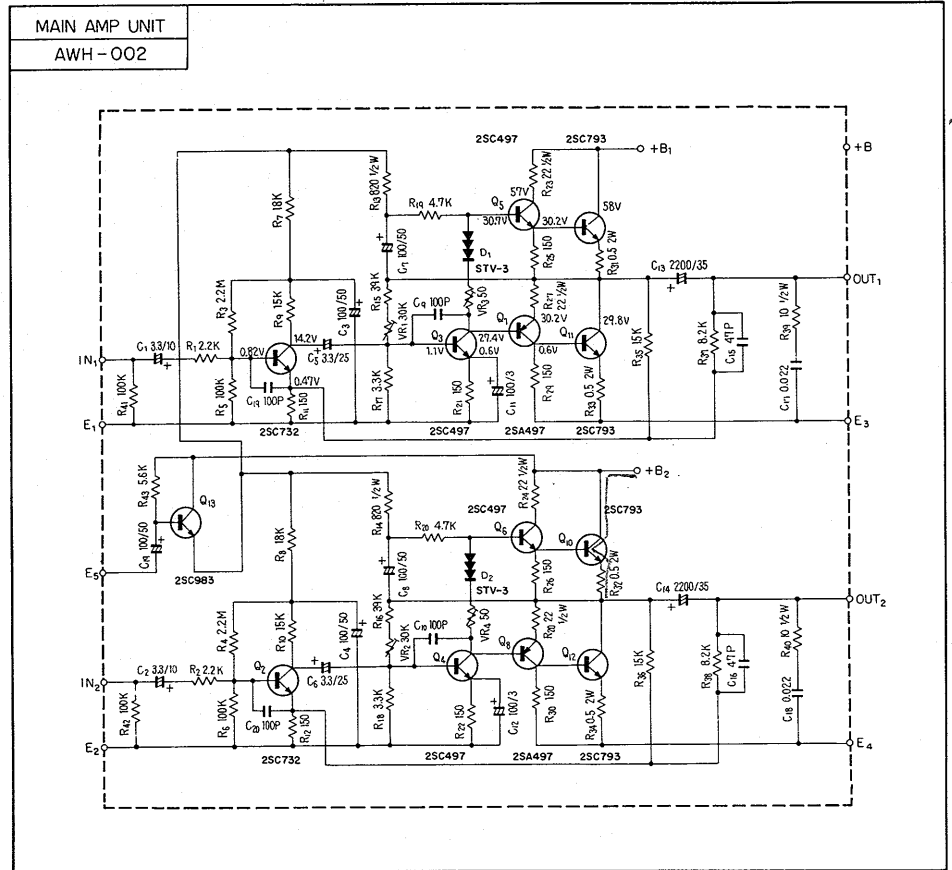 MAIN AMP UNIT
AWH-002
2SC497
2SC793
+B₁
+B
R₇ 18K
R₁₃ 820 ½W
R₁₉ 4.7K
Q₅
57V
R₂₃ 22 ½W
58V
30.7V
30.2V
C₇ 100/50
D₁
STV-3
R₂₅ 150
R₃₁ 0.5 2W
C₁₃ 2200/35
OUT₁
R₃ 2.2M
R₉ 15K
C₃ 100/50
R₁₅ 39K
VR₁ 30K
C₉ 100P
VR₃ 50
Q₇
R₂₇ 22 ½W
30.2V
Q₁₁
29.8V
R₃₅ 15K
R₃₇ 8.2K
C₁₅ 47P
R₃₉ 10 ½W
C₁₇ 0.022
IN₁
C₁ 3.3/10
R₁ 2.2K
0.82V
14.2V
C₅ 3.3/25
Q₃
1.1V
27.4V
0.6V
0.6V
R₄₁ 100K
R₅ 100K
C₁₉ 100P
0.47V
R₁₁ 150
R₁₇ 3.3K
R₂₁ 150
C₁₁ 100/3
R₂₉ 150
R₃₃ 0.5 2W
E₁
E₃
2SC732
2SC497
2SA497
2SC793
R₄₃ 5.6K
Q₁₃
C₁₉ 100/50
2SC983
E₅
+B₂
2SC497
2SC793
R₈ 18K
R₁₄ 820 ½W
R₂₀ 4.7K
Q₆
R₂₄ 22 ½W
Q₁₀
C₈ 100/50
D₂
STV-3
R₂₆ 150
R₃₂ 0.5 2W
C₁₄ 2200/35
OUT₂
R₄ 2.2M
R₁₀ 15K
C₄ 100/50
R₁₆ 39K
VR₂ 30K
C₁₀ 100P
VR₄ 50
Q₈
R₂₈ 22 ½W
Q₁₂
R₃₆ 15K
R₃₈ 8.2K
C₁₆ 47P
R₄₀ 10 ½W
C₁₈ 0.022
IN₂
C₂ 3.3/10
R₂ 2.2K
Q₂
C₆ 3.3/25
Q₄
R₄₂ 100K
R₆ 100K
C₂₀ 100P
R₁₂ 150
R₁₈ 3.3K
R₂₂ 150
C₁₂ 100/3
R₃₀ 150
R₃₄ 0.5 2W
E₂
E₄
2SC732
2SC497
2SA497
2SC793